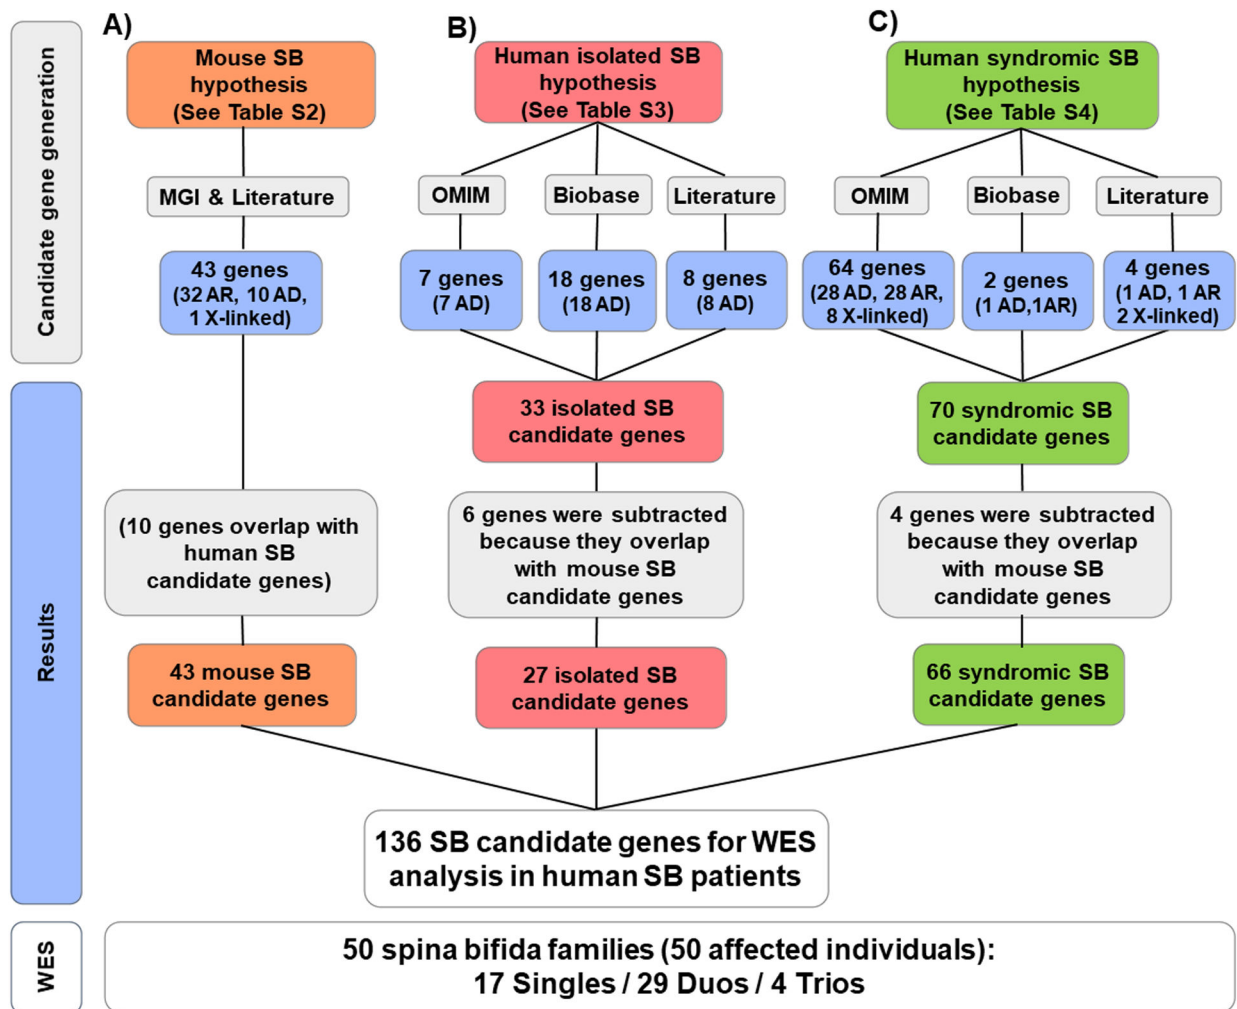 Candidate gene generation
A)
Mouse SB
hypothesis
(See Table S2)
MGI & Literature
43 genes
(32 AR, 10 AD,
1 X-linked)
B)
Human isolated SB
hypothesis
(See Table S3)
OMIM
Biobase
Literature
7 genes
(7 AD)
18 genes
(18 AD)
8 genes
(8 AD)
C)
Human syndromic SB
hypothesis
(See Table S4)
OMIM
Biobase
Literature
64 genes
(28 AD, 28 AR,
8 X-linked)
2 genes
(1 AD,1AR)
4 genes
(1 AD, 1 AR
2 X-linked)
Results
(10 genes overlap with
human SB
candidate genes)
43 mouse SB
candidate genes
33 isolated SB
candidate genes
6 genes were subtracted
because they overlap
with mouse SB
candidate genes
27 isolated SB
candidate genes
70 syndromic SB
candidate genes
4 genes were subtracted
because they overlap
with mouse SB
candidate genes
66 syndromic SB
candidate genes
136 SB candidate genes for WES
analysis in human SB patients
WES
50 spina bifida families (50 affected individuals):
17 Singles / 29 Duos / 4 Trios